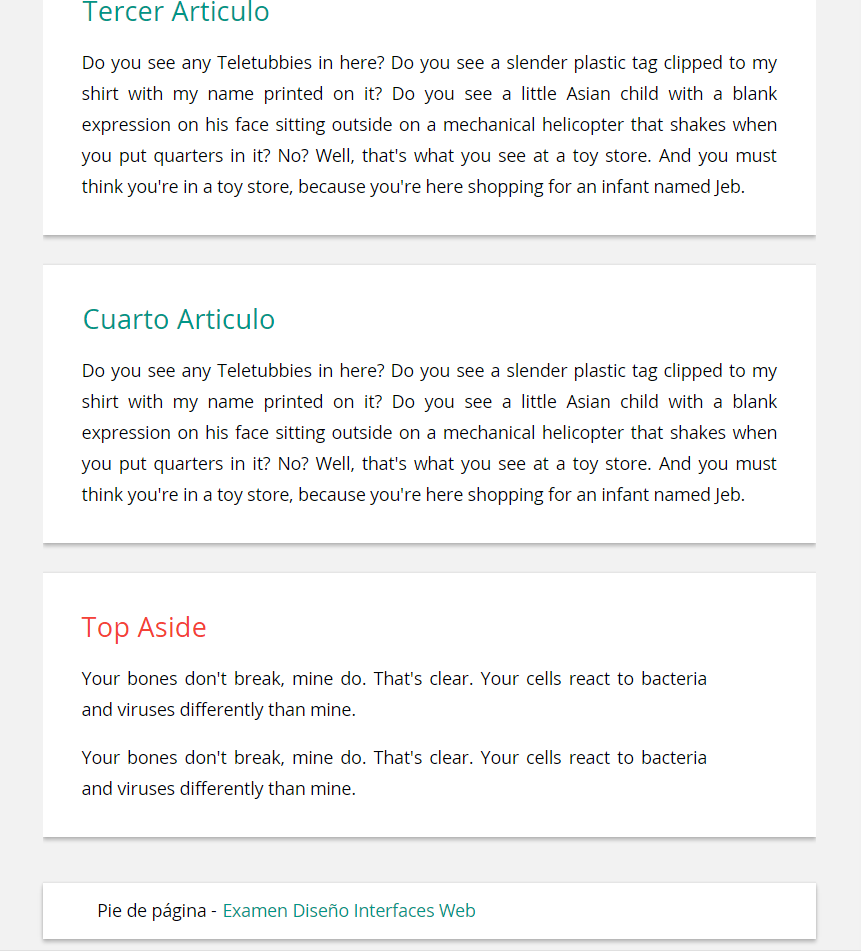 Tercer Articulo
Do you see any Teletubbies in here? Do you see a slender plastic tag clipped to my
shirt with my name printed on it? Do you see a little Asian child with a blank
expression on his face sitting outside on a mechanical helicopter that shakes when
you put quarters in it? No? Well, that's what you see at a toy store. And you must
think you're in a toy store, because you're here shopping for an infant named Jeb.
Cuarto Articulo
Do you see any Teletubbies in here? Do you see a slender plastic tag clipped to my
shirt with my name printed on it? Do you see a little Asian child with a blank
expression on his face sitting outside on a mechanical helicopter that shakes when
you put quarters in it? No? Well, that's what you see at a toy store. And you must
think you're in a toy store, because you're here shopping for an infant named Jeb.
Top Aside
Your bones don't break, mine do. That's clear. Your cells react to bacteria
and viruses differently than mine.
Your bones don't break, mine do. That's clear. Your cells react to bacteria
and viruses differently than mine.
Pie de página - Examen Diseño Interfaces Web